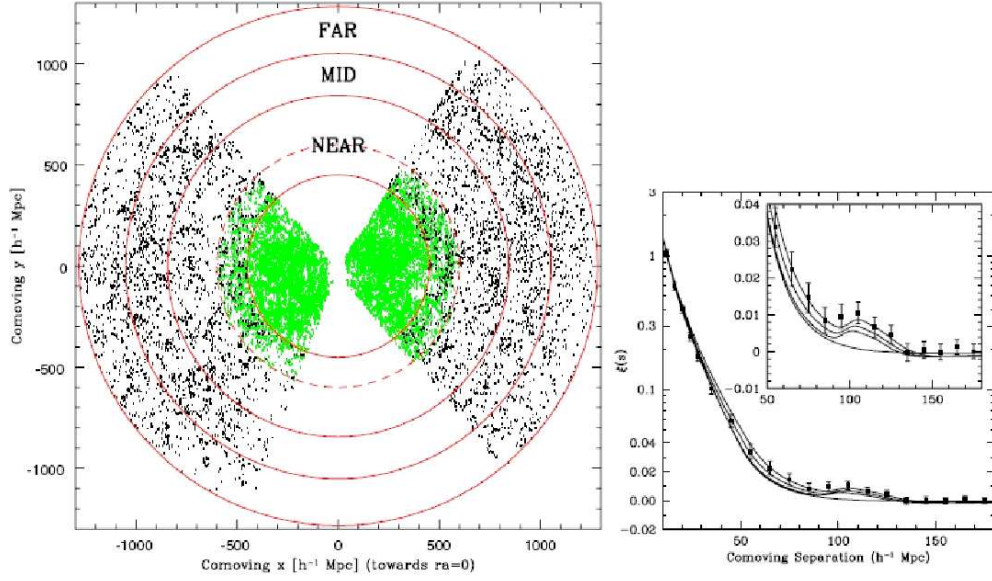 FAR
MID
NEAR
1000
500
0
-500
-1000
Comoving y [h⁻¹ Mpc]
-1000 -500 0 500 1000
Comoving x [h⁻¹ Mpc] (towards ra=0)
3
1
0.3
0.1
0.04
0.02
0.00
-0.02
ξ(s)
50 100 150
Comoving Separation (h⁻¹ Mpc)
0.04
0.03
0.02
0.01
0
-0.01
50 100 150